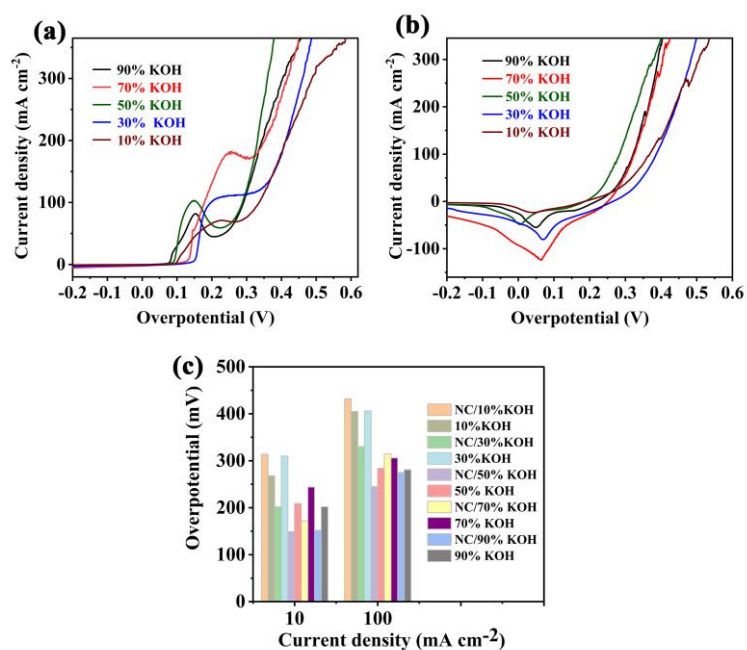 (a)
90% KOH
70% KOH
50% KOH
30% KOH
10% KOH
Current density (mA cm-2)
300
200
100
0
-0.2 -0.1 0.0 0.1 0.2 0.3 0.4 0.5 0.6
Overpotential (V)
(b)
90% KOH
70% KOH
50% KOH
30% KOH
10% KOH
Current density (mA cm-2)
300
200
100
0
-100
-0.2 -0.1 0.0 0.1 0.2 0.3 0.4 0.5 0.6
Overpotential (V)
(c)
Overpotential (mV)
500
400
300
200
100
0
NC/10%KOH
10%KOH
NC/30%KOH
30%KOH
NC/50% KOH
50% KOH
NC/70% KOH
70% KOH
NC/90% KOH
90% KOH
10 100
Current density (mA cm-2)